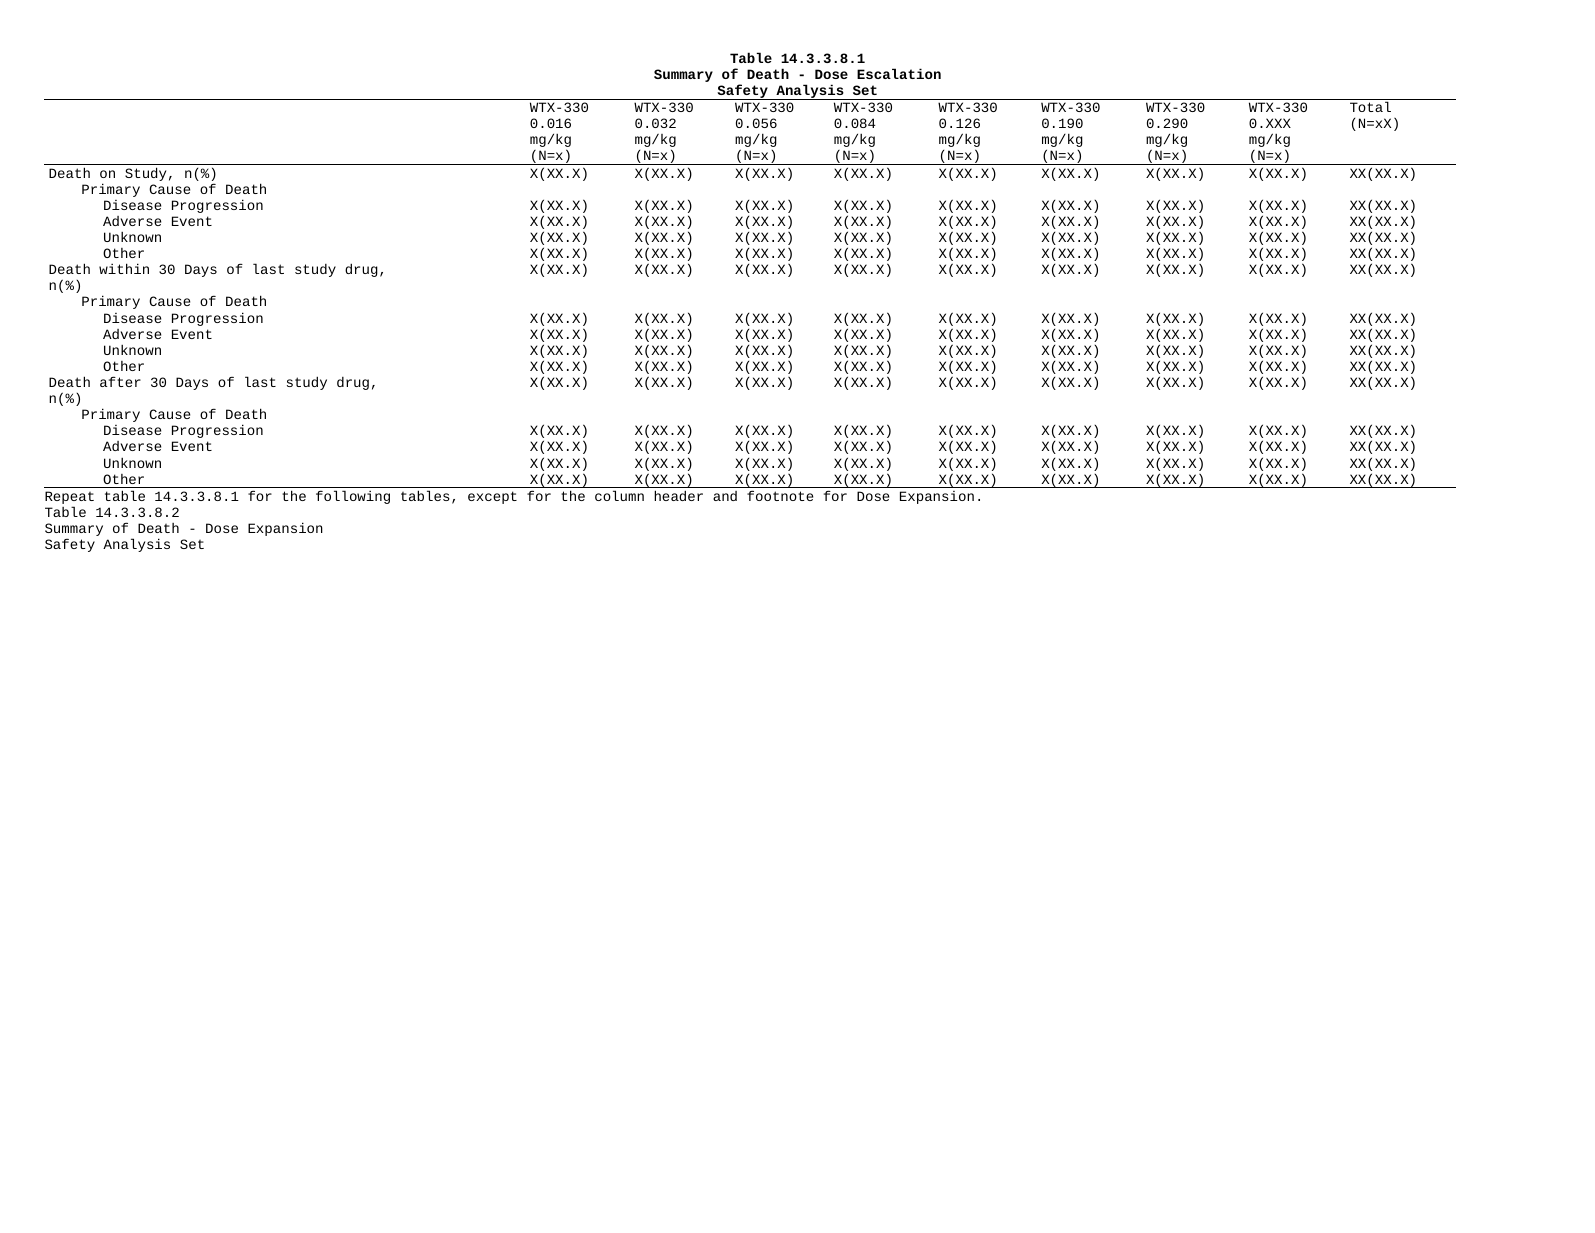 Table 14.3.3.8.1
Summary of Death - Dose Escalation
Safety Analysis Set
WTX-330 WTX-330 WTX-330 WTX-330 WTX-330 WTX-330 WTX-330 WTX-330 Total
0.016 0.032 0.056 0.084 0.126 0.190 0.290 0.XXX (N=xX)
mg/kg mg/kg mg/kg mg/kg mg/kg mg/kg mg/kg mg/kg
(N=x) (N=x) (N=x) (N=x) (N=x) (N=x) (N=x) (N=x)
Death on Study, n(%) X(XX.X) X(XX.X) X(XX.X) X(XX.X) X(XX.X) X(XX.X) X(XX.X) X(XX.X) XX(XX.X)
Primary Cause of Death
Disease Progression X(XX.X) X(XX.X) X(XX.X) X(XX.X) X(XX.X) X(XX.X) X(XX.X) X(XX.X) XX(XX.X)
Adverse Event X(XX.X) X(XX.X) X(XX.X) X(XX.X) X(XX.X) X(XX.X) X(XX.X) X(XX.X) XX(XX.X)
Unknown X(XX.X) X(XX.X) X(XX.X) X(XX.X) X(XX.X) X(XX.X) X(XX.X) X(XX.X) XX(XX.X)
Other X(XX.X) X(XX.X) X(XX.X) X(XX.X) X(XX.X) X(XX.X) X(XX.X) X(XX.X) XX(XX.X)
Death within 30 Days of last study drug, X(XX.X) X(XX.X) X(XX.X) X(XX.X) X(XX.X) X(XX.X) X(XX.X) X(XX.X) XX(XX.X)
n(%)
Primary Cause of Death
Disease Progression X(XX.X) X(XX.X) X(XX.X) X(XX.X) X(XX.X) X(XX.X) X(XX.X) X(XX.X) XX(XX.X)
Adverse Event X(XX.X) X(XX.X) X(XX.X) X(XX.X) X(XX.X) X(XX.X) X(XX.X) X(XX.X) XX(XX.X)
Unknown X(XX.X) X(XX.X) X(XX.X) X(XX.X) X(XX.X) X(XX.X) X(XX.X) X(XX.X) XX(XX.X)
Other X(XX.X) X(XX.X) X(XX.X) X(XX.X) X(XX.X) X(XX.X) X(XX.X) X(XX.X) XX(XX.X)
Death after 30 Days of last study drug, X(XX.X) X(XX.X) X(XX.X) X(XX.X) X(XX.X) X(XX.X) X(XX.X) X(XX.X) XX(XX.X)
n(%)
Primary Cause of Death
Disease Progression X(XX.X) X(XX.X) X(XX.X) X(XX.X) X(XX.X) X(XX.X) X(XX.X) X(XX.X) XX(XX.X)
Adverse Event X(XX.X) X(XX.X) X(XX.X) X(XX.X) X(XX.X) X(XX.X) X(XX.X) X(XX.X) XX(XX.X)
Unknown X(XX.X) X(XX.X) X(XX.X) X(XX.X) X(XX.X) X(XX.X) X(XX.X) X(XX.X) XX(XX.X)
Other X(XX.X) X(XX.X) X(XX.X) X(XX.X) X(XX.X) X(XX.X) X(XX.X) X(XX.X) XX(XX.X)
Repeat table 14.3.3.8.1 for the following tables, except for the column header and footnote for Dose Expansion.
Table 14.3.3.8.2
Summary of Death - Dose Expansion
Safety Analysis Set